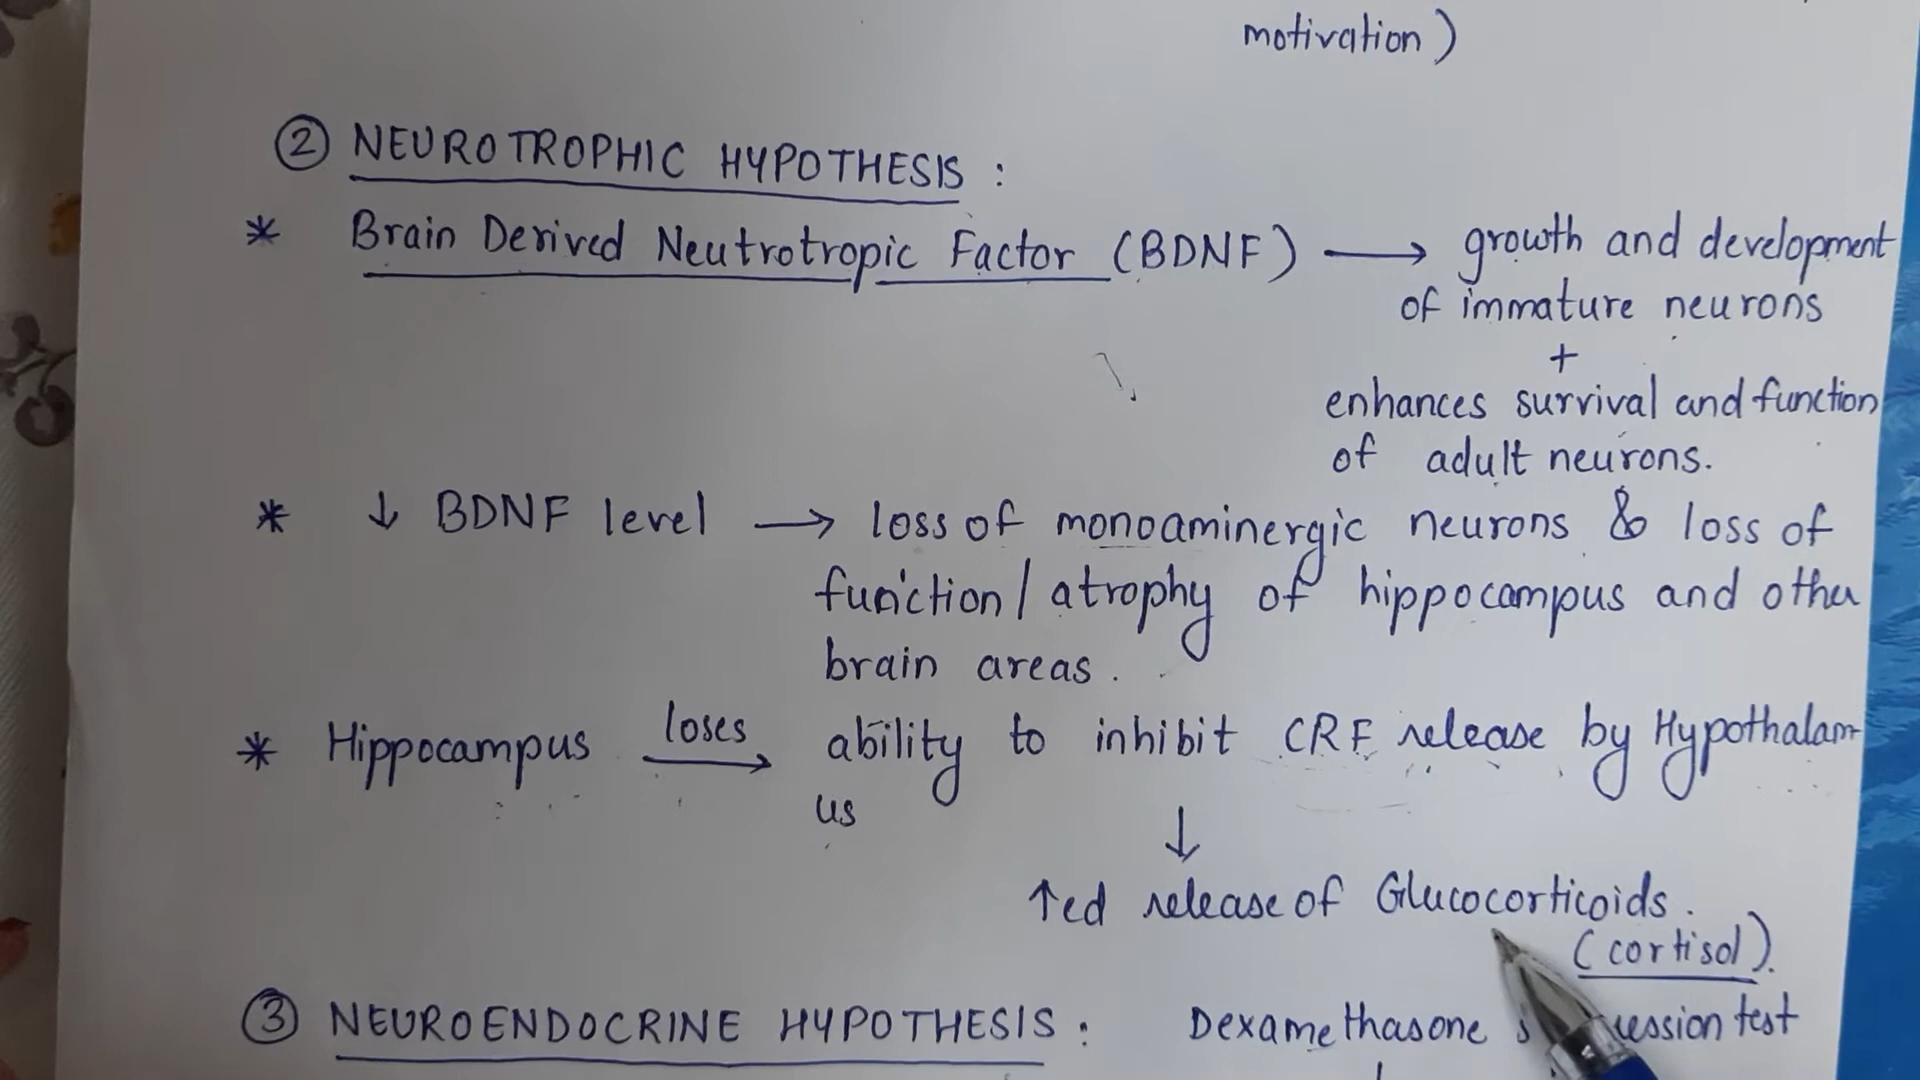 motivation)
② NEUROTROPHIC HYPOTHESIS :
* Brain Derived Neutrotropic Factor (BDNF) → growth and development
of immature neurons
+
enhances survival and function
of adult neurons.
* ↓ BDNF level → loss of monoaminergic neurons & loss of
function/ atrophy of hippocampus and other
brain areas.
* Hippocampus loses → ability to inhibit CRF release by Hypothalam-
us
↓
↑ed release of Glucocorticoids.
(cortisol).
③ NEUROENDOCRINE HYPOTHESIS : Dexamethasone test